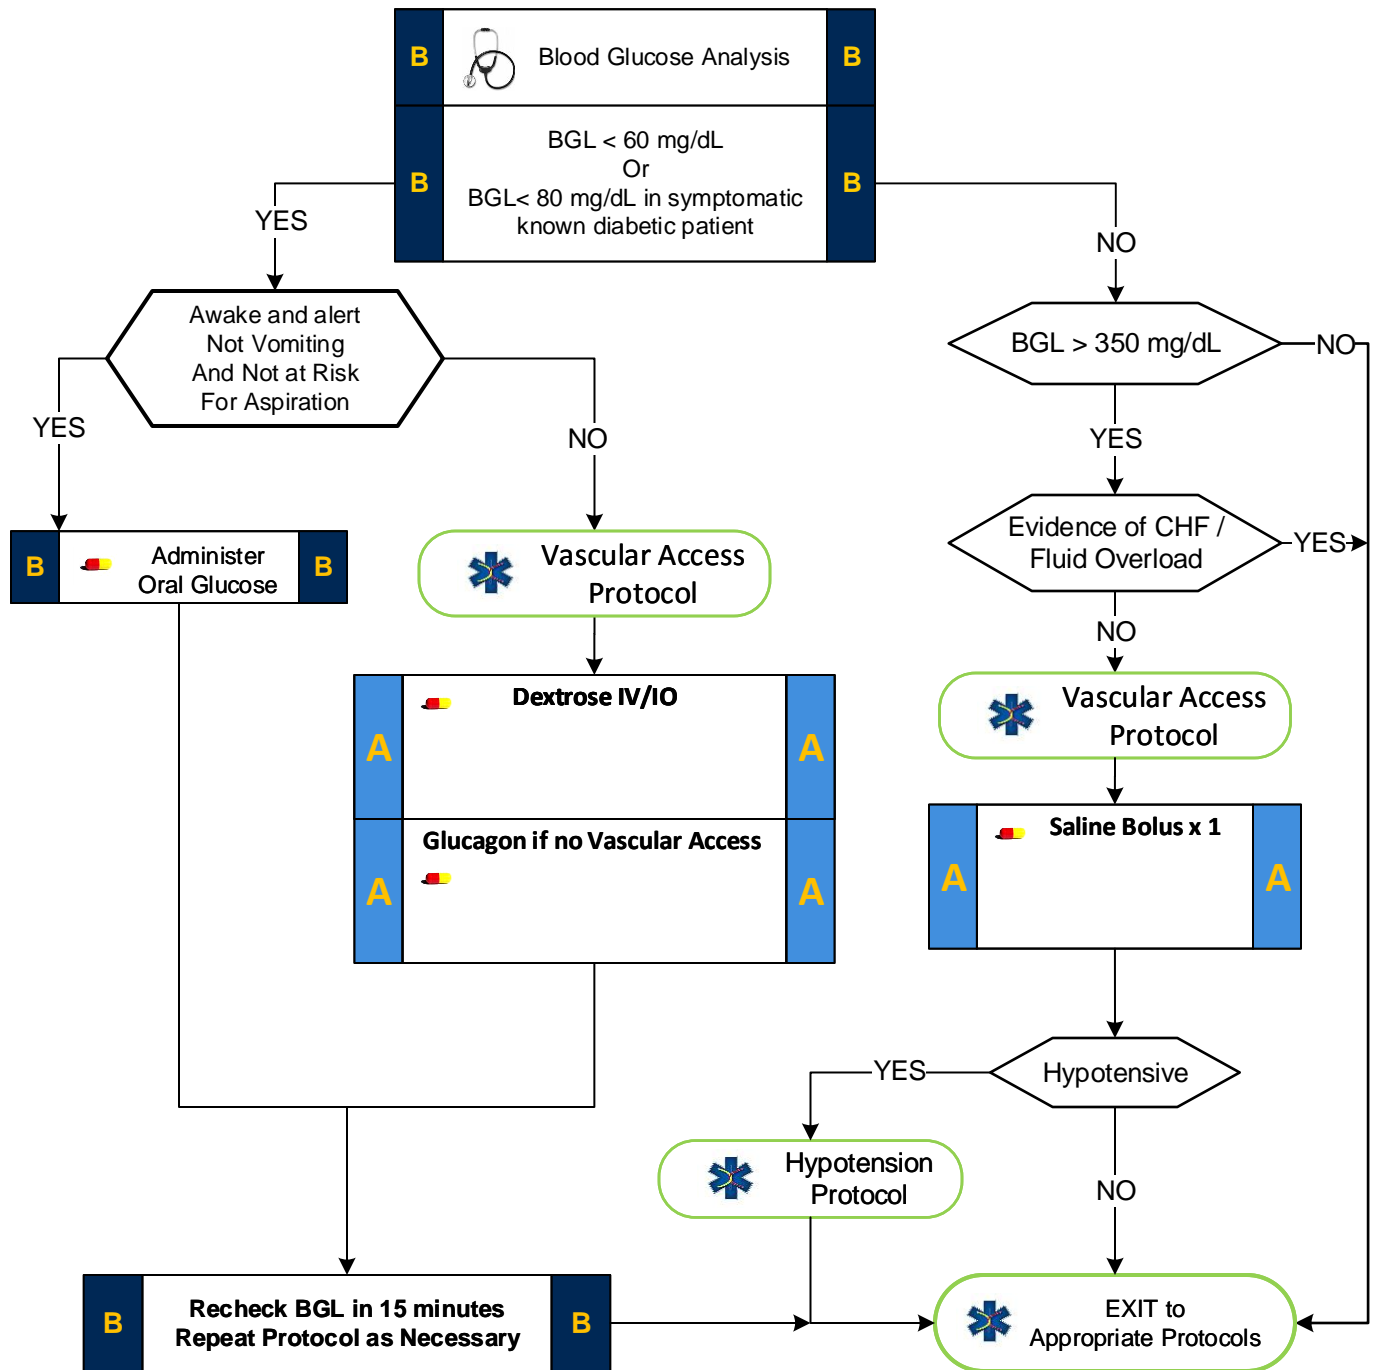 B
Blood Glucose Analysis
B
B
BGL < 60 mg/dL
Or
BGL< 80 mg/dL in symptomatic
known diabetic patient
B
YES
NO
Awake and alert
Not Vomiting
And Not at Risk
For Aspiration
BGL > 350 mg/dL
NO
YES
NO
YES
Evidence of CHF /
Fluid Overload
YES
B
Administer
Oral Glucose
B
Vascular Access
Protocol
NO
Vascular Access
Protocol
A
Dextrose IV/IO
A
A
Glucagon if no Vascular Access
A
A
Saline Bolus x 1
A
YES
Hypotensive
Hypotension
Protocol
NO
B
Recheck BGL in 15 minutes
Repeat Protocol as Necessary
B
EXIT to
Appropriate Protocols